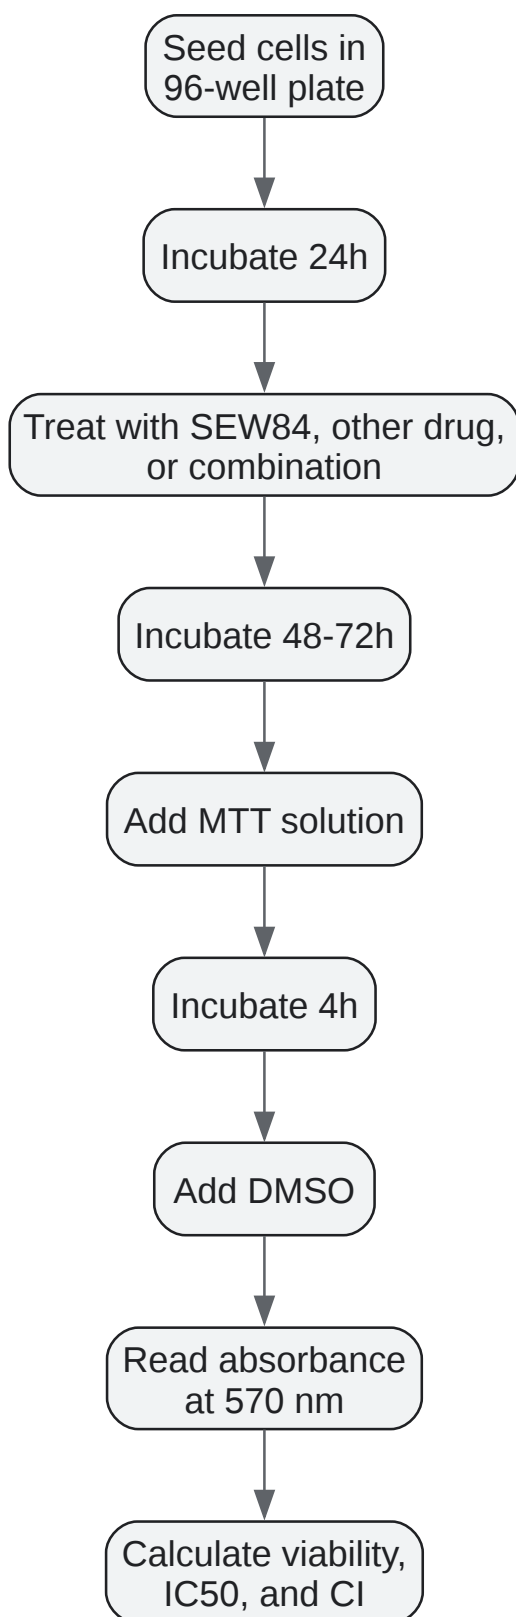 Seed cells in
96-well plate
Incubate 24h
Treat with SEW84, other drug,
or combination
Incubate 48-72h
Add MTT solution
Incubate 4h
Add DMSO
Read absorbance
at 570 nm
Calculate viability,
IC50, and CI